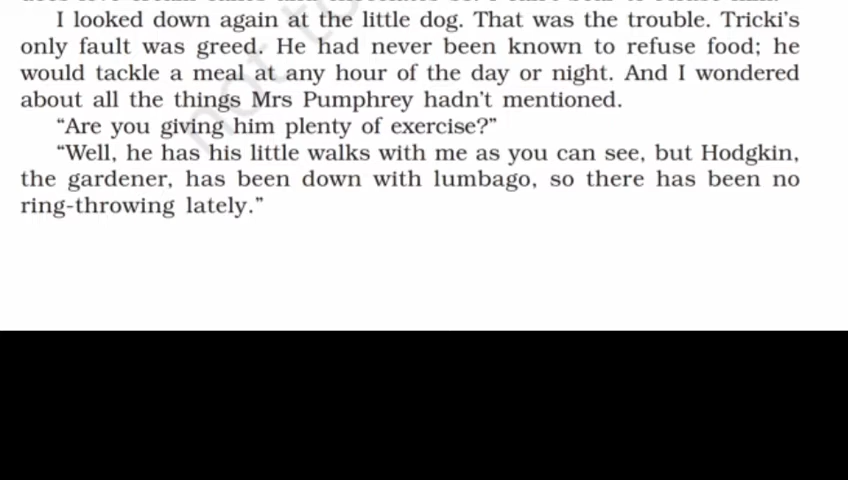 I looked down again at the little dog. That was the trouble. Tricki's
only fault was greed. He had never been known to refuse food; he
would tackle a meal at any hour of the day or night. And I wondered
about all the things Mrs Pumphrey hadn't mentioned.
“Are you giving him plenty of exercise?”
“Well, he has his little walks with me as you can see, but Hodgkin,
the gardener, has been down with lumbago, so there has been no
ring-throwing lately.”